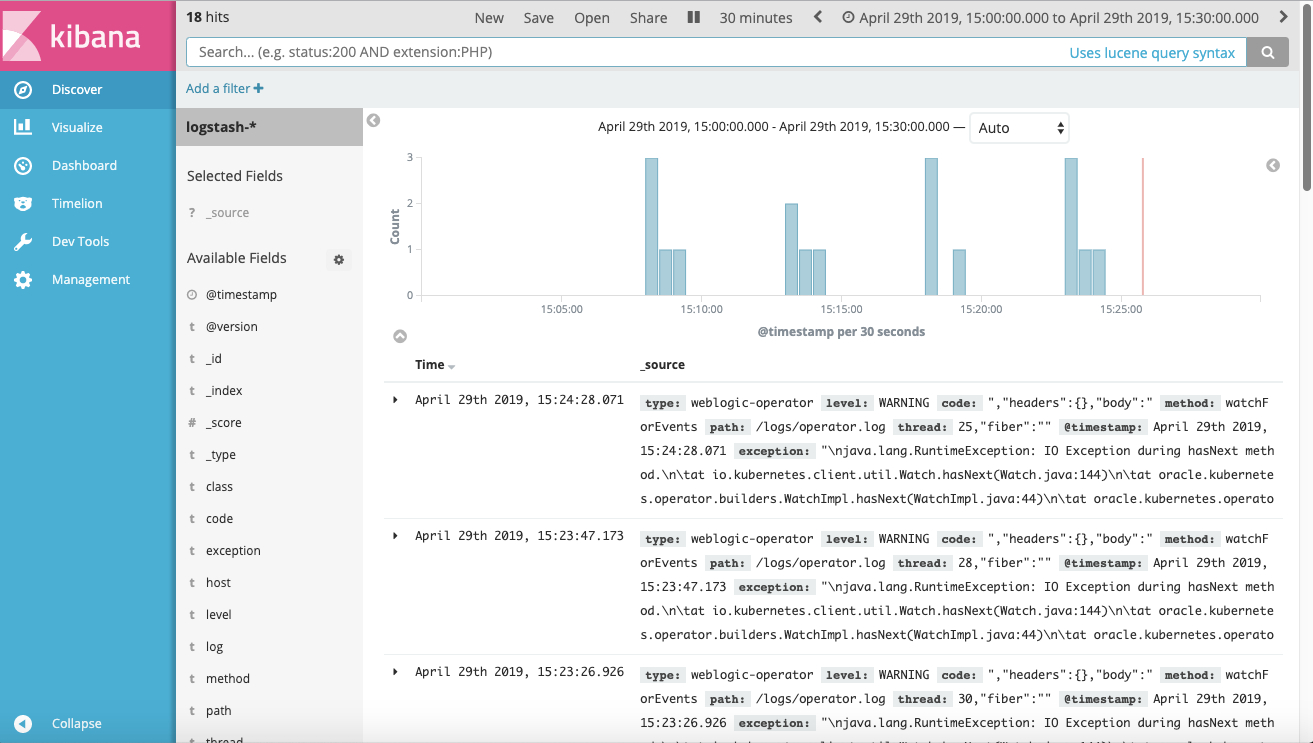 kibana
Discover
Visualize
Dashboard
Timelion
Dev Tools
Management
Collapse
18 hits
New Save Open Share 30 minutes April 29th 2019, 15:00:00.000 to April 29th 2019, 15:30:00.000
Search... (e.g. status:200 AND extension:PHP) Uses lucene query syntax
Add a filter +
logstash-*
Selected Fields
? _source
Available Fields
@timestamp
t @version
t _id
t _index
# _score
t _type
t class
t code
t exception
t host
t level
t log
t method
t path
t thread
April 29th 2019, 15:00:00.000 - April 29th 2019, 15:30:00.000 — Auto
3
2
1
0
Count
15:05:00 15:10:00 15:15:00 15:20:00 15:25:00
@timestamp per 30 seconds
Time _source
April 29th 2019, 15:24:28.071 type: weblogic-operator level: WARNING code: ","headers":{},"body":" method: watchF
orEvents path: /logs/operator.log thread: 25,"fiber":"" @timestamp: April 29th 2019,
15:24:28.071 exception: "\njava.lang.RuntimeException: IO Exception during hasNext meth
od.\n\tat io.kubernetes.client.util.Watch.hasNext(Watch.java:144)\n\tat oracle.kubernete
s.operator.builders.WatchImpl.hasNext(WatchImpl.java:44)\n\tat oracle.kubernetes.operato
April 29th 2019, 15:23:47.173 type: weblogic-operator level: WARNING code: ","headers":{},"body":" method: watchF
orEvents path: /logs/operator.log thread: 28,"fiber":"" @timestamp: April 29th 2019,
15:23:47.173 exception: "\njava.lang.RuntimeException: IO Exception during hasNext meth
od.\n\tat io.kubernetes.client.util.Watch.hasNext(Watch.java:144)\n\tat oracle.kubernete
s.operator.builders.WatchImpl.hasNext(WatchImpl.java:44)\n\tat oracle.kubernetes.operato
April 29th 2019, 15:23:26.926 type: weblogic-operator level: WARNING code: ","headers":{},"body":" method: watchF
orEvents path: /logs/operator.log thread: 30,"fiber":"" @timestamp: April 29th 2019,
15:23:26.926 exception: "\njava.lang.RuntimeException: IO Exception during hasNext meth